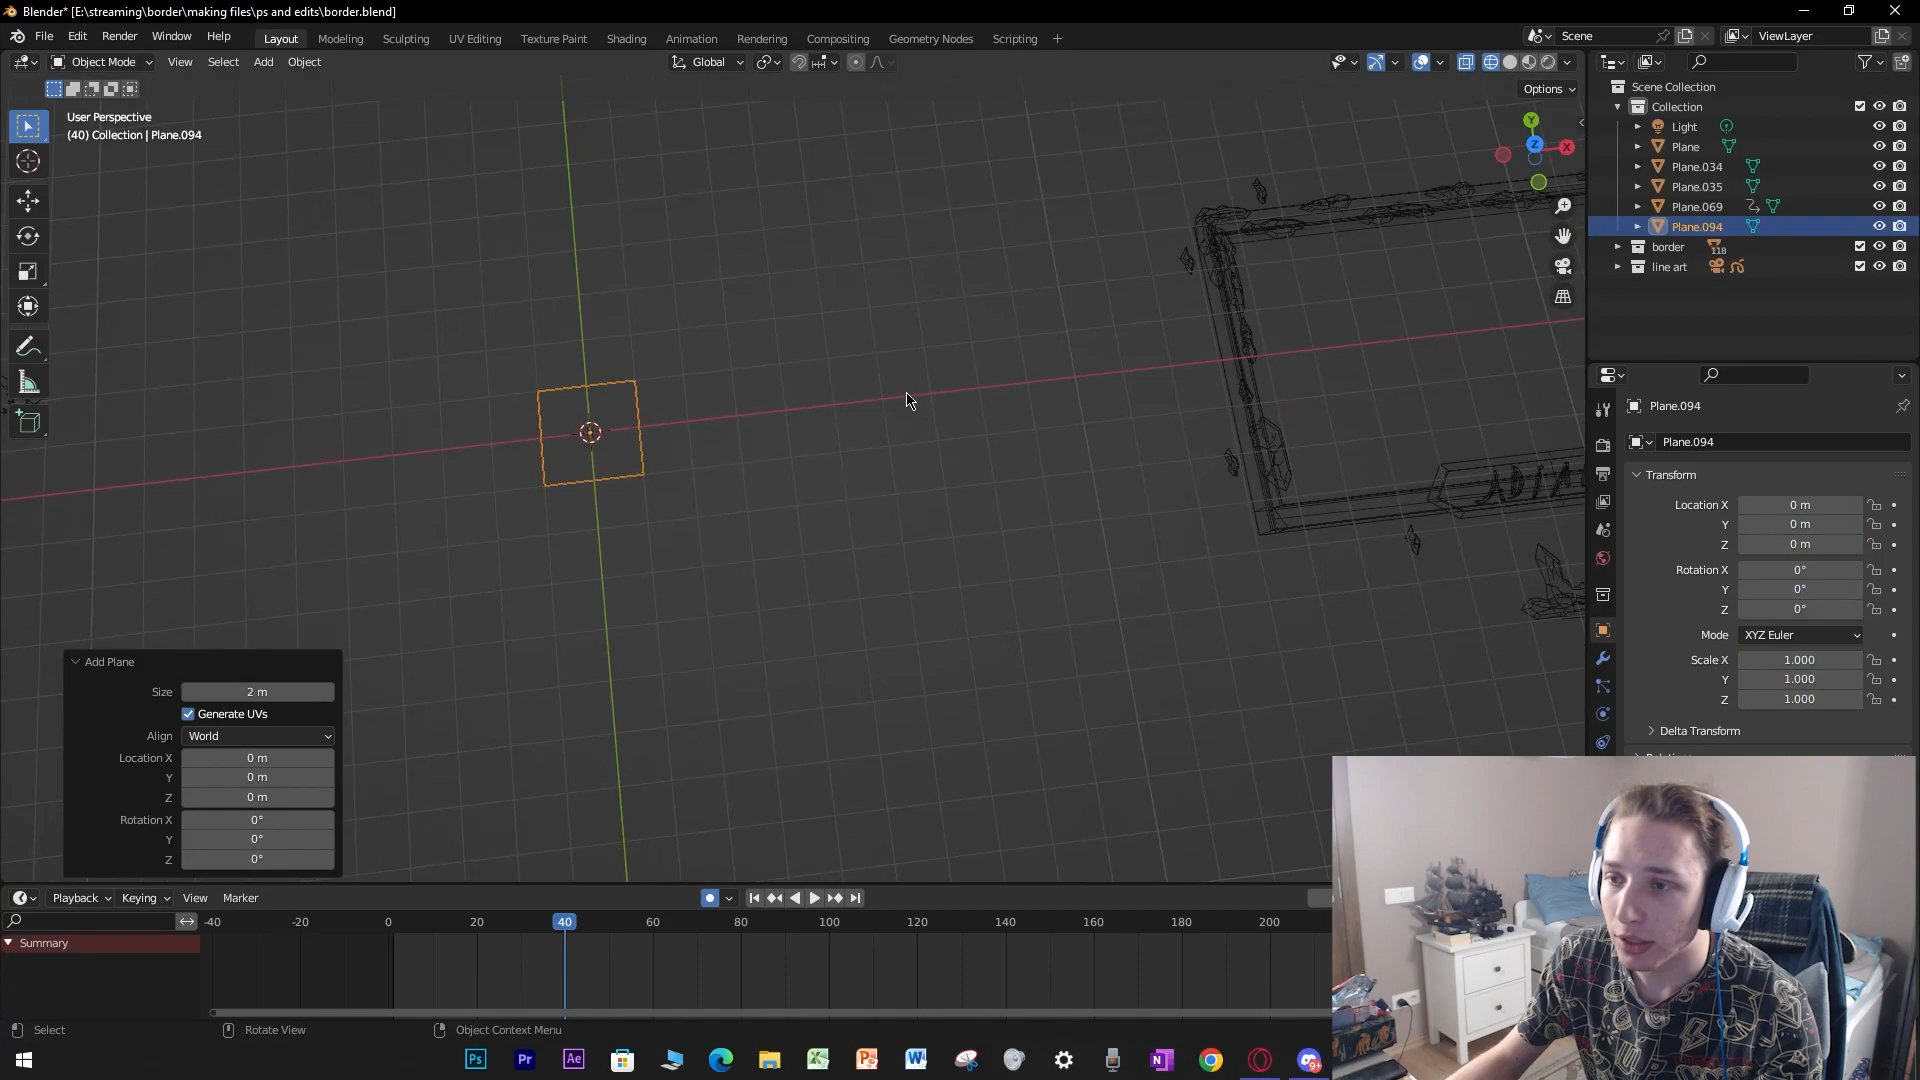 Blender* [E:\streaming\border\making files\ps and edits\border.blend]
File Edit Render Window Help Layout Modeling Sculpting UV Editing Texture Paint Shading Animation Rendering Compositing Geometry Nodes Scripting + Scene ViewLayer
Object Mode View Select Add Object Global
Options
User Perspective
(40) Collection | Plane.094
Y
Z
X
Scene Collection
Collection
Light
Plane
Plane.034
Plane.035
Plane.069
Plane.094
border 118
line art
Plane.094
Plane.094
Transform
Location X 0 m
Y 0 m
Z 0 m
Rotation X 0°
Y 0°
Z 0°
Mode XYZ Euler
Scale X 1.000
Y 1.000
Z 1.000
Delta Transform
Add Plane
Size 2 m
Generate UVs
Align World
Location X 0 m
Y 0 m
Z 0 m
Rotation X 0°
Y 0°
Z 0°
Playback Keying View Marker
-40 -20 0 20 40 60 80 100 120 140 160 180 200
Summary
Select Rotate View Object Context Menu
Ps Pr Ae